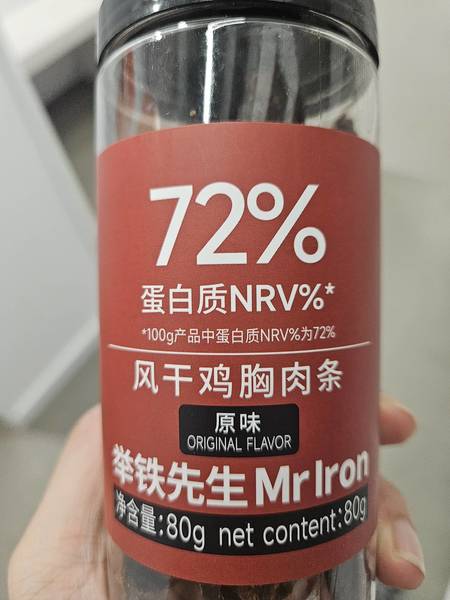 72%
蛋白质NRV%*
*100g产品中蛋白质NRV%为72%
风干鸡胸肉条
原味
ORIGINAL FLAVOR
举铁先生 Mr Iron
净含量:80g net content:80g